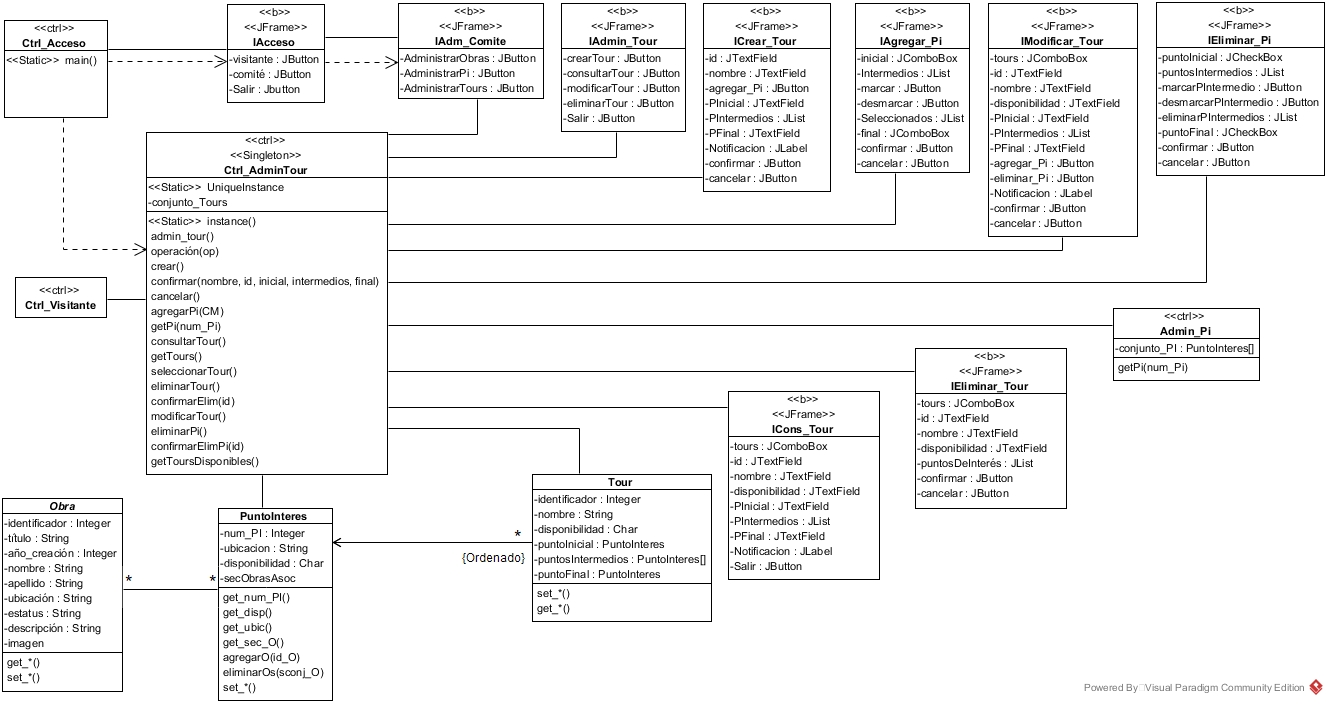 <<ctrl>>
Ctrl_Acceso
<<Static>> main()
<<b>>
<<JFrame>>
IAcceso
-visitante : JButton
-comité : JButton
-Salir : Jbutton
<<b>>
<<JFrame>>
IAdm_Comite
-AdministrarObras : JButton
-AdministrarPi : JButton
-AdministrarTours : JButton
<<b>>
<<JFrame>>
IAdmin_Tour
-crearTour : JButton
-consultarTour : JButton
-modificarTour : JButton
-eliminarTour : JButton
-Salir : JButton
<<b>>
<<JFrame>>
ICrear_Tour
-id : JTextField
-nombre : JTextField
-agregar_Pi : JButton
-PInicial : JTextField
-PIntermedios : JList
-PFinal : JTextField
-Notificacion : JLabel
-confirmar : JButton
-cancelar : JButton
<<b>>
<<JFrame>>
IAgregar_Pi
-inicial : JComboBox
-Intermedios : JList
-marcar : JButton
-desmarcar : JButton
-Seleccionados : JList
-final : JComboBox
-confirmar : JButton
-cancelar : JButton
<<b>>
<<JFrame>>
IModificar_Tour
-tours : JComboBox
-id : JTextField
-nombre : JTextField
-disponibilidad : JTextField
-PInicial : JTextField
-PIntermedios : JList
-PFinal : JTextField
-agregar_Pi : JButton
-eliminar_Pi : JButton
-Notificacion : JLabel
-confirmar : JButton
-cancelar : JButton
<<b>>
<<JFrame>>
IEliminar_Pi
-puntoInicial : JCheckBox
-puntosIntermedios : JList
-marcarPIntermedio : JButton
-desmarcarPIntermedio : JButton
-eliminarPIntermedios : JList
-puntoFinal : JCheckBox
-confirmar : JButton
-cancelar : JButton
<<ctrl>>
<<Singleton>>
Ctrl_AdminTour
<<Static>> UniqueInstance
-conjunto_Tours
<<Static>> instance()
admin_tour()
operación(op)
crear()
confirmar(nombre, id, inicial, intermedios, final)
cancelar()
agregarPi(CM)
getPi(num_Pi)
consultarTour()
getTours()
seleccionarTour()
eliminarTour()
confirmarElim(id)
modificarTour()
eliminarPi()
confirmarElimPi(id)
getToursDisponibles()
<<ctrl>>
Ctrl_Visitante
<<ctrl>>
Admin_Pi
-conjunto_PI : PuntoInteres[]
getPi(num_Pi)
<<b>>
<<JFrame>>
IEliminar_Tour
-tours : JComboBox
-id : JTextField
-nombre : JTextField
-disponibilidad : JTextField
-puntosDeInterés : JList
-confirmar : JButton
-cancelar : JButton
<<b>>
<<JFrame>>
ICons_Tour
-tours : JComboBox
-id : JTextField
-nombre : JTextField
-disponibilidad : JTextField
-PInicial : JTextField
-PIntermedios : JList
-PFinal : JTextField
-Notificacion : JLabel
-Salir : JButton
Tour
-identificador : Integer
-nombre : String
-disponibilidad : Char
-puntoInicial : PuntoInteres
-puntosIntermedios : PuntoInteres[]
-puntoFinal : PuntoInteres
set_*()
get_*()
*
{Ordenado}
Obra
-identificador : Integer
-título : String
-año_creación : Integer
-nombre : String
-apellido : String
-ubicación : String
-estatus : String
-descripción : String
-imagen
get_*()
set_*()
*
*
PuntoInteres
-num_PI : Integer
-ubicacion : String
-disponibilidad : Char
-secObrasAsoc
get_num_PI()
get_disp()
get_ubic()
get_sec_O()
agregarO(id_O)
eliminarOs(sconj_O)
set_*()
Powered By Visual Paradigm Community Edition